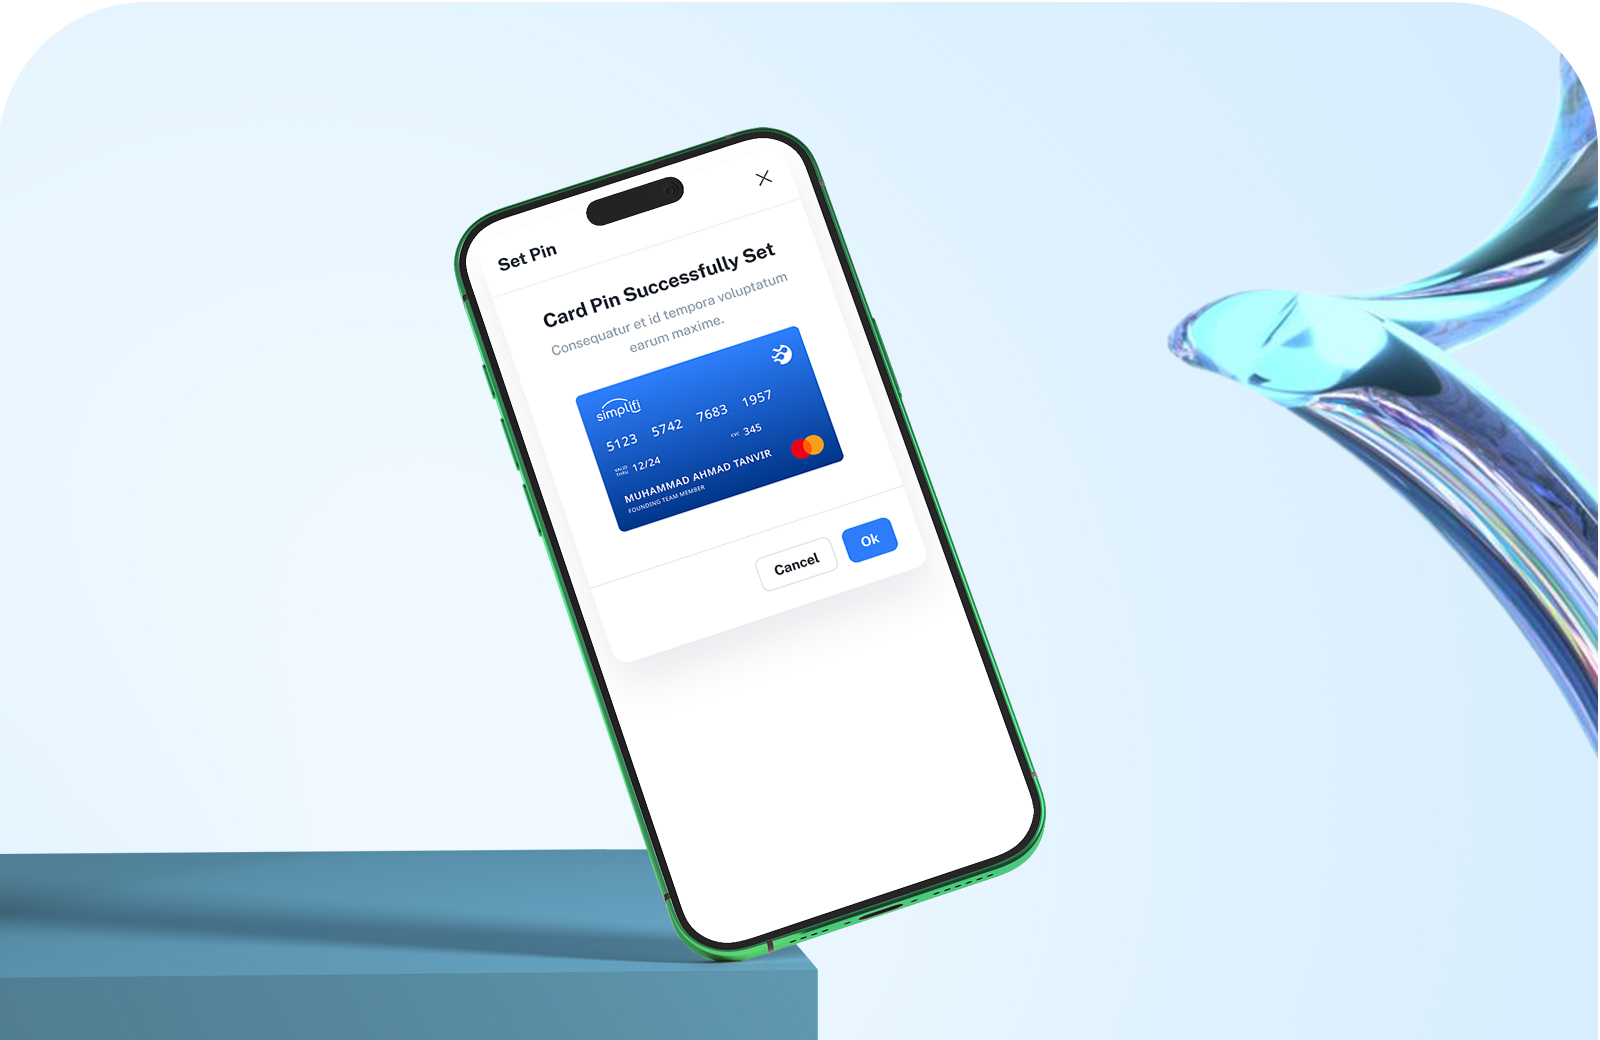 Set Pin
Card Pin Successfully Set
Consequatur et id tempora voluptatum
earum maxime.
simplifi
5123 5742 7683 1957
CVC 345
VALID
THRU 12/24
MUHAMMAD AHMAD TANVIR
FOUNDING TEAM MEMBER
Cancel Ok